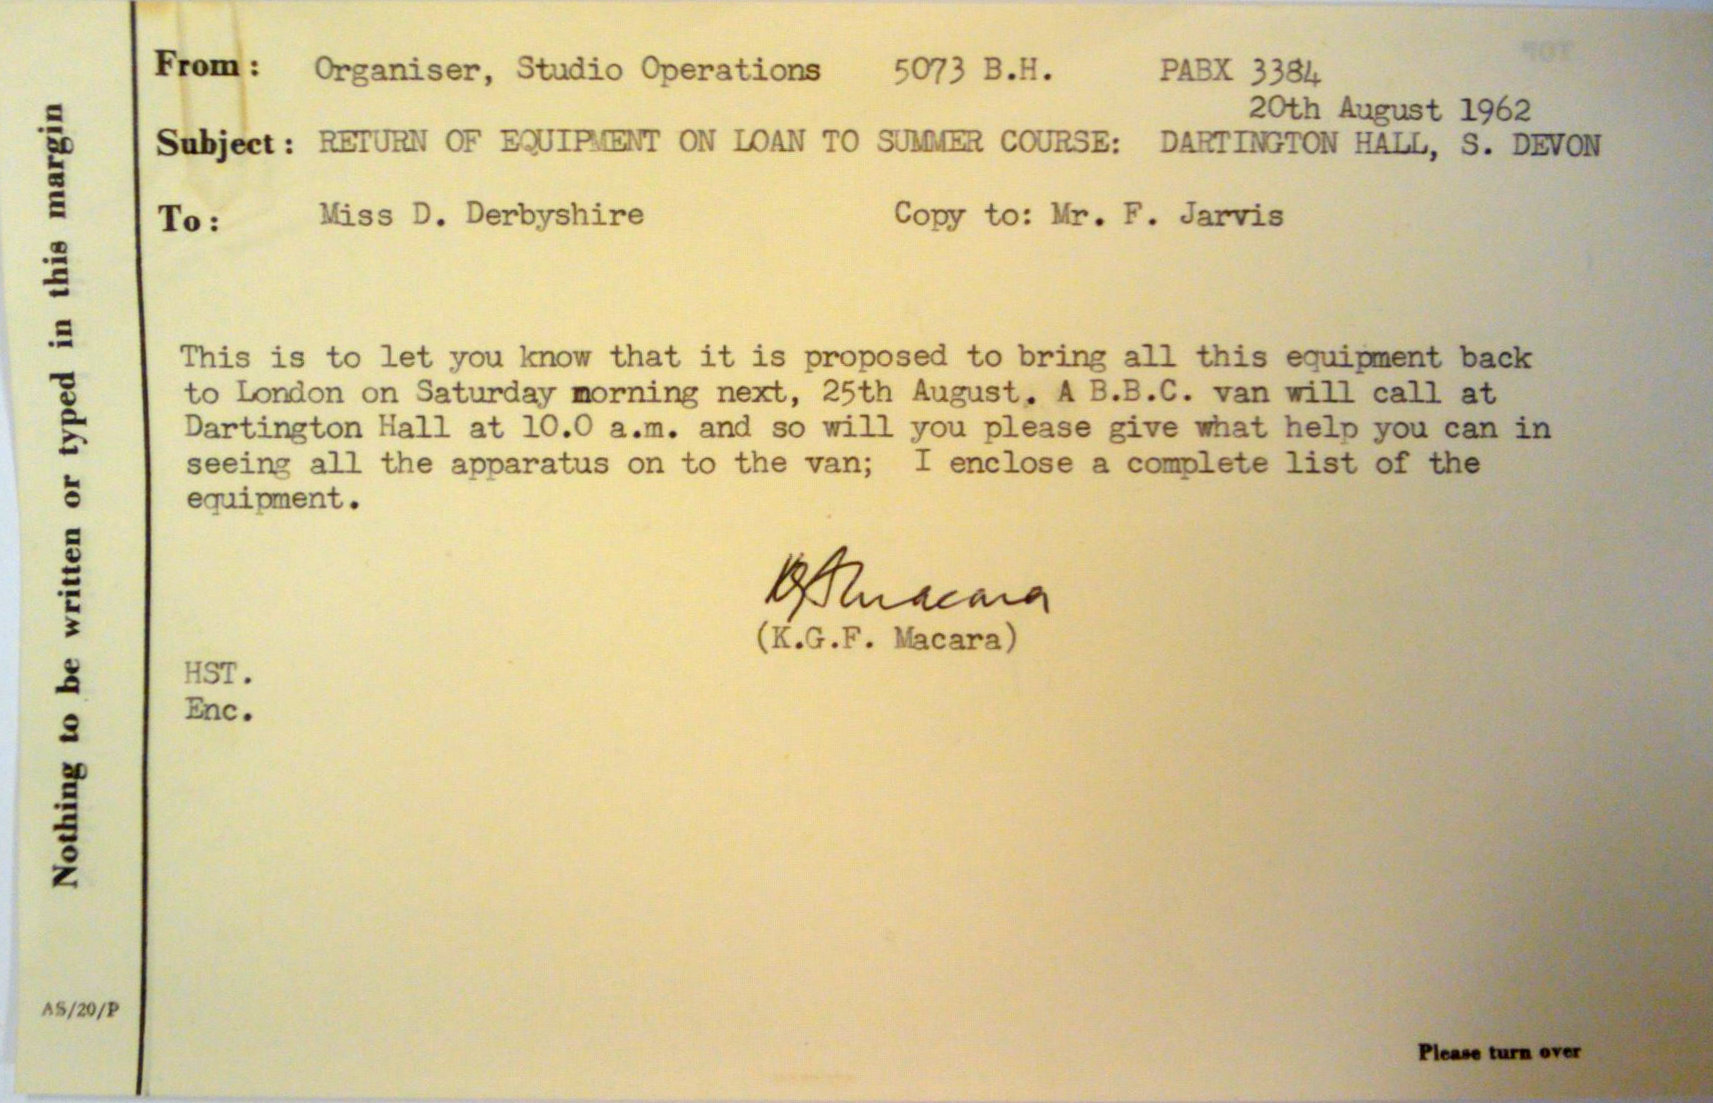 From: Organiser, Studio Operations 5073 B.H. PABX 3384
20th August 1962
Subject: RETURN OF EQUIPMENT ON LOAN TO SUMMER COURSE: DARTINGTON HALL, S. DEVON
To: Miss D. Derbyshire Copy to: Mr. F. Jarvis
This is to let you know that it is proposed to bring all this equipment back
to London on Saturday morning next, 25th August. A B.B.C. van will call at
Dartington Hall at 10.0 a.m. and so will you please give what help you can in
seeing all the apparatus on to the van; I enclose a complete list of the
equipment.
KGFMacara
(K.G.F. Macara)
HST.
Enc.
Nothing to be written or typed in this margin
AS/20/P
Please turn over